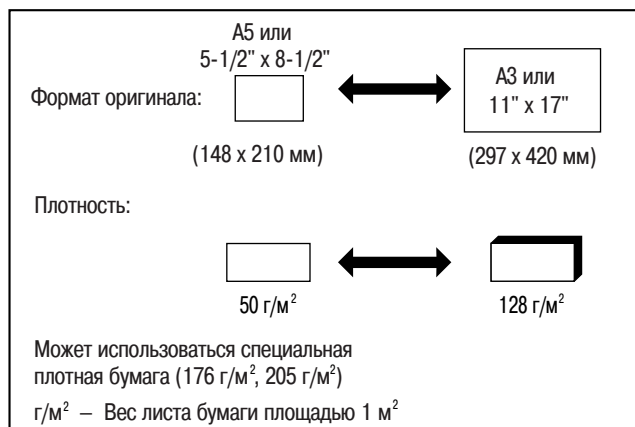 A5 или
5-1/2" x 8-1/2"
A3 или
11" x 17"
Формат оригинала:
(148 x 210 мм)
(297 x 420 мм)
Плотность:
50 г/м²
128 г/м²
Может использоваться специальная
плотная бумага (176 г/м², 205 г/м²)
г/м² – Вес листа бумаги площадью 1 м²